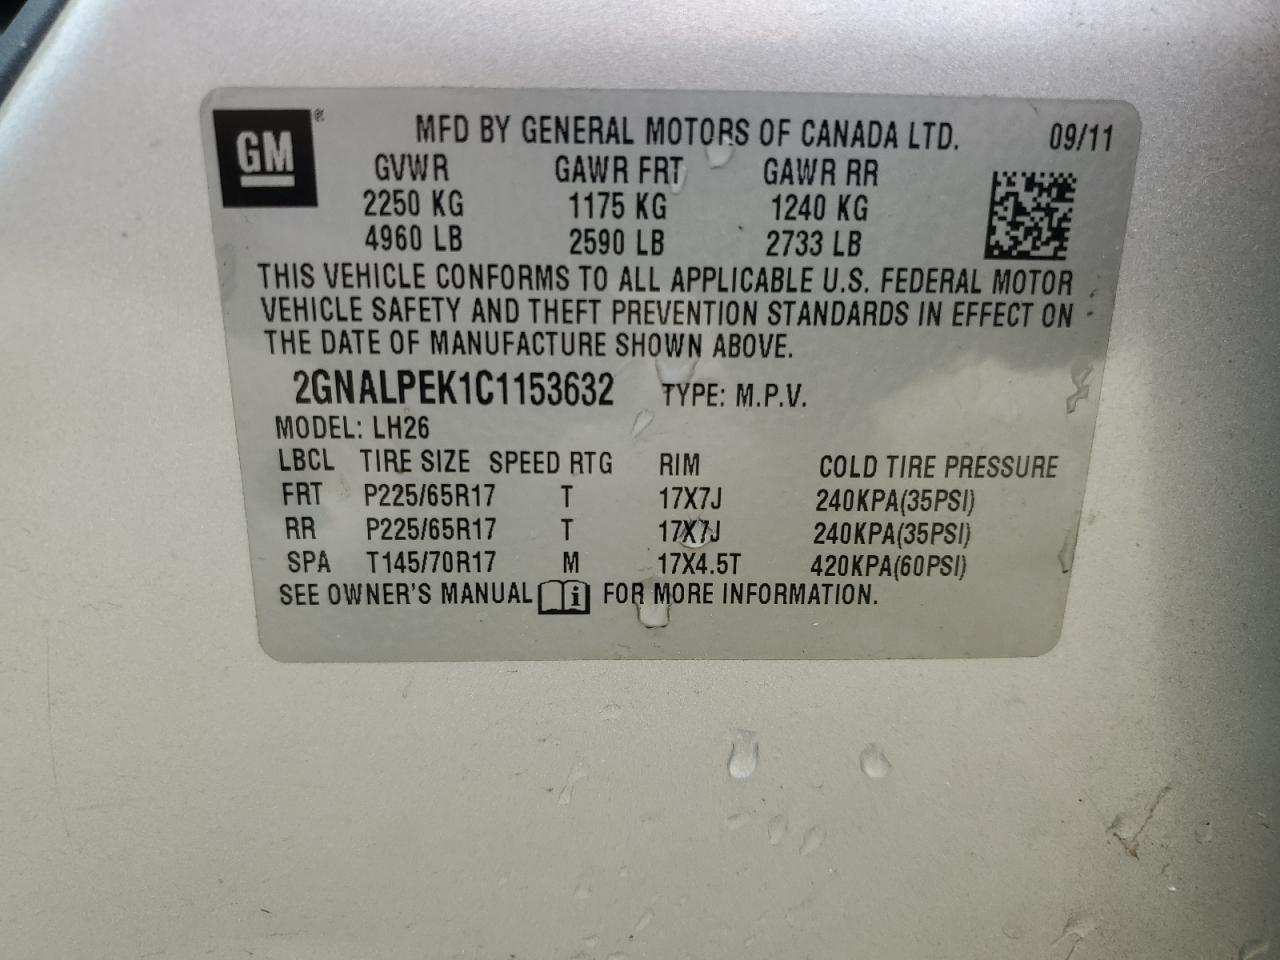 GM®
MFD BY GENERAL MOTORS OF CANADA LTD. 09/11
GVWR GAWR FRT GAWR RR
2250 KG 1175 KG 1240 KG
4960 LB 2590 LB 2733 LB
THIS VEHICLE CONFORMS TO ALL APPLICABLE U.S. FEDERAL MOTOR
VEHICLE SAFETY AND THEFT PREVENTION STANDARDS IN EFFECT ON
THE DATE OF MANUFACTURE SHOWN ABOVE.
2GNALPEK1C1153632 TYPE: M.P.V.
MODEL: LH26
LBCL TIRE SIZE SPEED RTG RIM COLD TIRE PRESSURE
FRT P225/65R17 T 17X7J 240KPA(35PSI)
RR P225/65R17 T 17X7J 240KPA(35PSI)
SPA T145/70R17 M 17X4.5T 420KPA(60PSI)
SEE OWNER'S MANUAL i FOR MORE INFORMATION.